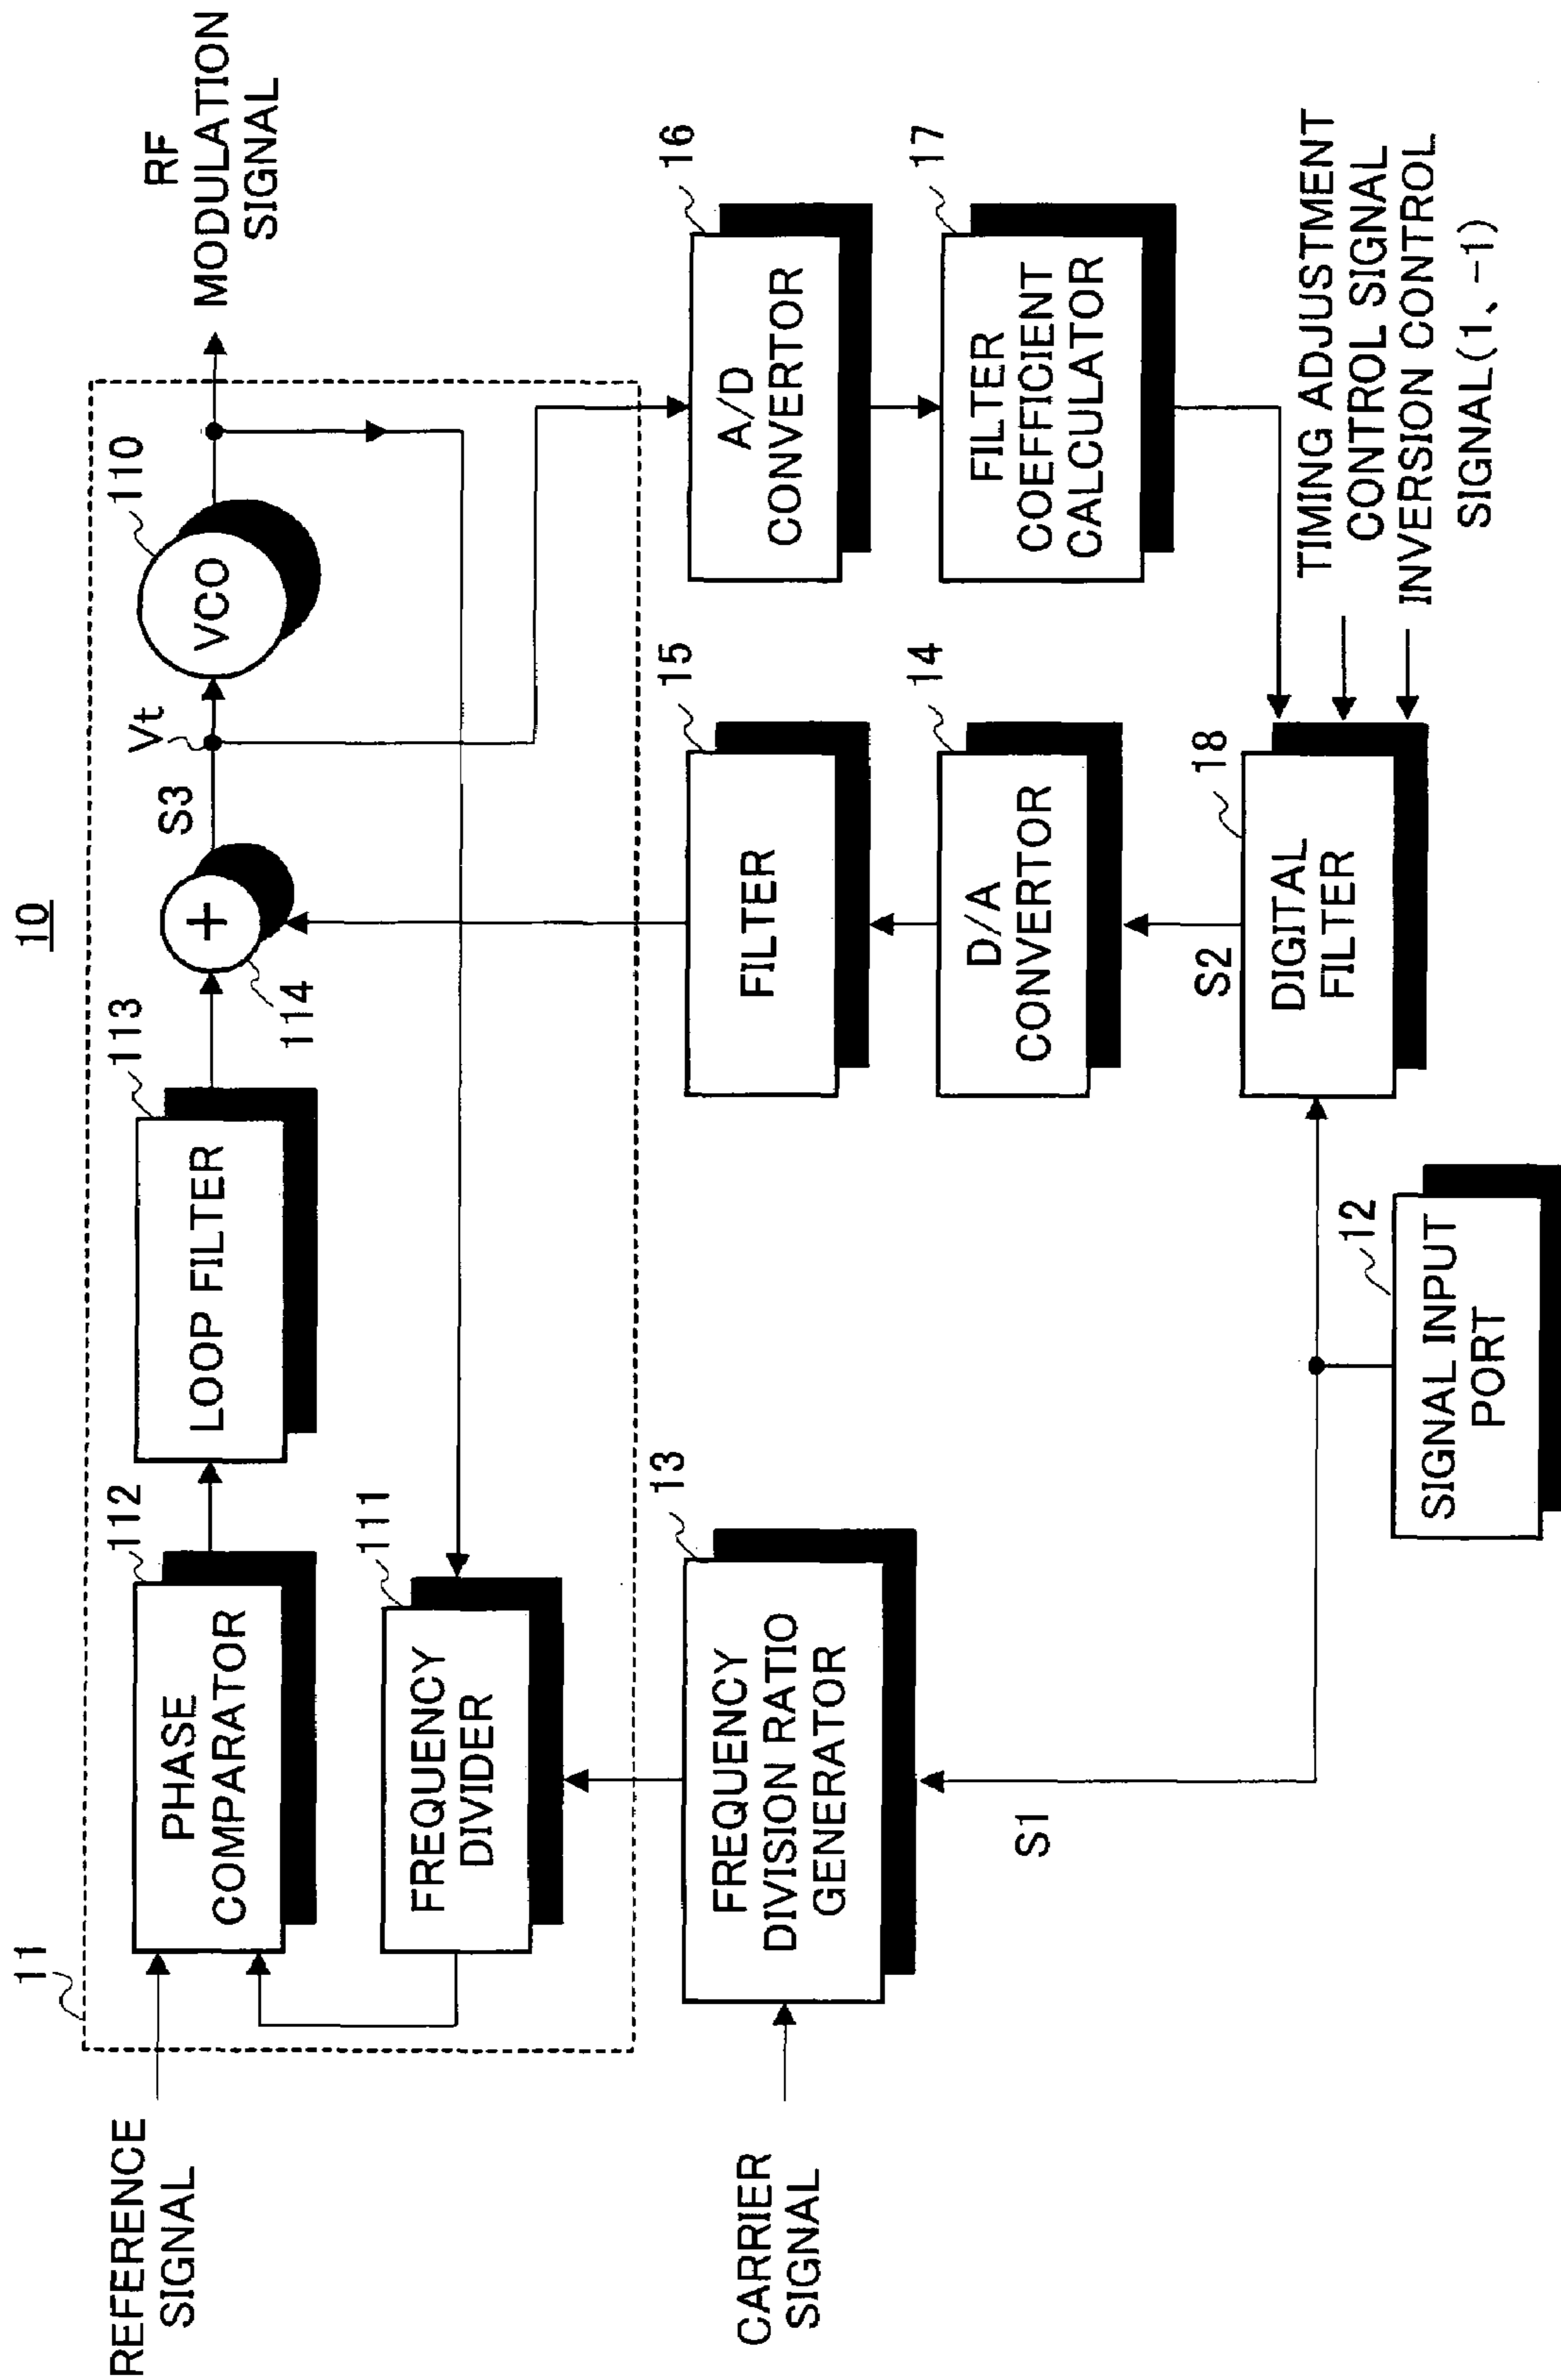 10
11
REFERENCE
SIGNAL
112
PHASE
COMPARATOR
113
LOOP FILTER
114
+
S3
Vt
110
VCO
RF
MODULATION
SIGNAL
111
FREQUENCY
DIVIDER
CARRIER
SIGNAL
13
FREQUENCY
DIVISION RATIO
GENERATOR
15
FILTER
16
A/D
CONVERTOR
14
D/A
CONVERTOR
17
FILTER
COEFFICIENT
CALCULATOR
S1
S2
18
DIGITAL
FILTER
TIMING ADJUSTMENT
CONTROL SIGNAL
INVERSION CONTROL
SIGNAL(1、-1)
12
SIGNAL INPUT
PORT